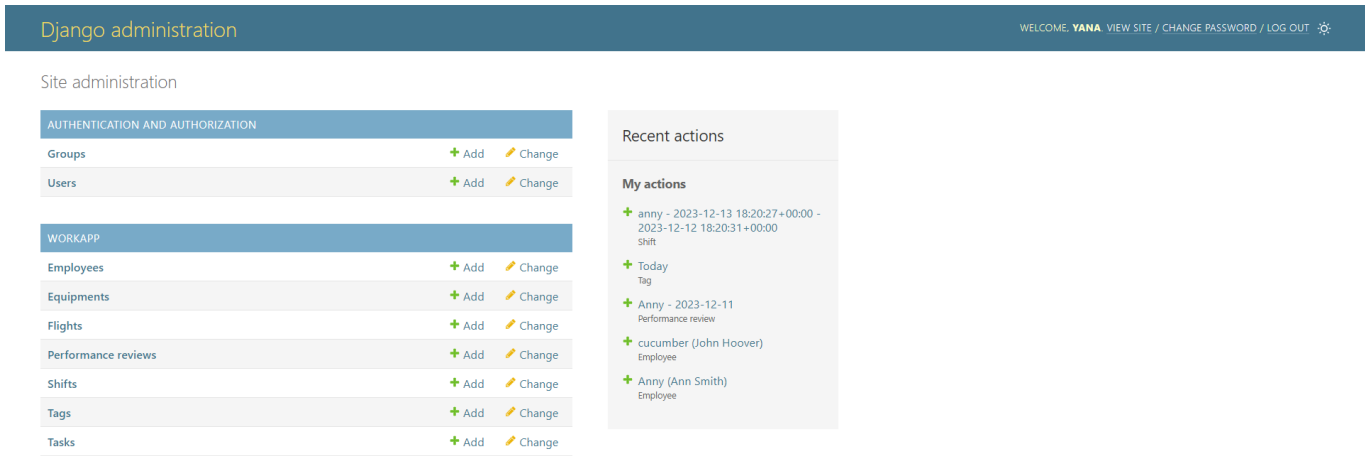 Django administration
WELCOME, YANA. VIEW SITE / CHANGE PASSWORD / LOG OUT
Site administration
AUTHENTICATION AND AUTHORIZATION
Groups Add Change
Users Add Change
WORKAPP
Employees Add Change
Equipments Add Change
Flights Add Change
Performance reviews Add Change
Shifts Add Change
Tags Add Change
Tasks Add Change
Recent actions
My actions
anny - 2023-12-13 18:20:27+00:00 -
2023-12-12 18:20:31+00:00
Shift
Today
Tag
Anny - 2023-12-11
Performance review
cucumber (John Hoover)
Employee
Anny (Ann Smith)
Employee